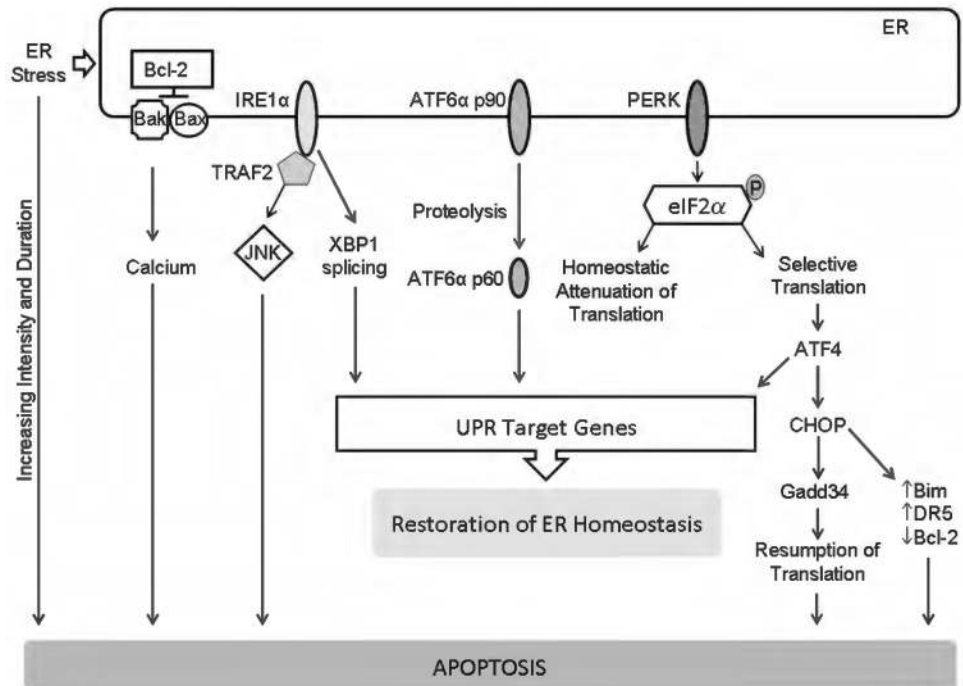 ER
ER
Stress
Bcl-2
Bak
Bax
IRE1α
ATF6α p90
PERK
TRAF2
P
eIF2α
Proteolysis
JNK
XBP1
splicing
Calcium
ATF6α p60
Homeostatic
Attenuation of
Translation
Selective
Translation
Increasing Intensity and Duration
ATF4
UPR Target Genes
CHOP
Restoration of ER Homeostasis
Gadd34
↑Bim
↑DR5
↓Bcl-2
Resumption of
Translation
APOPTOSIS